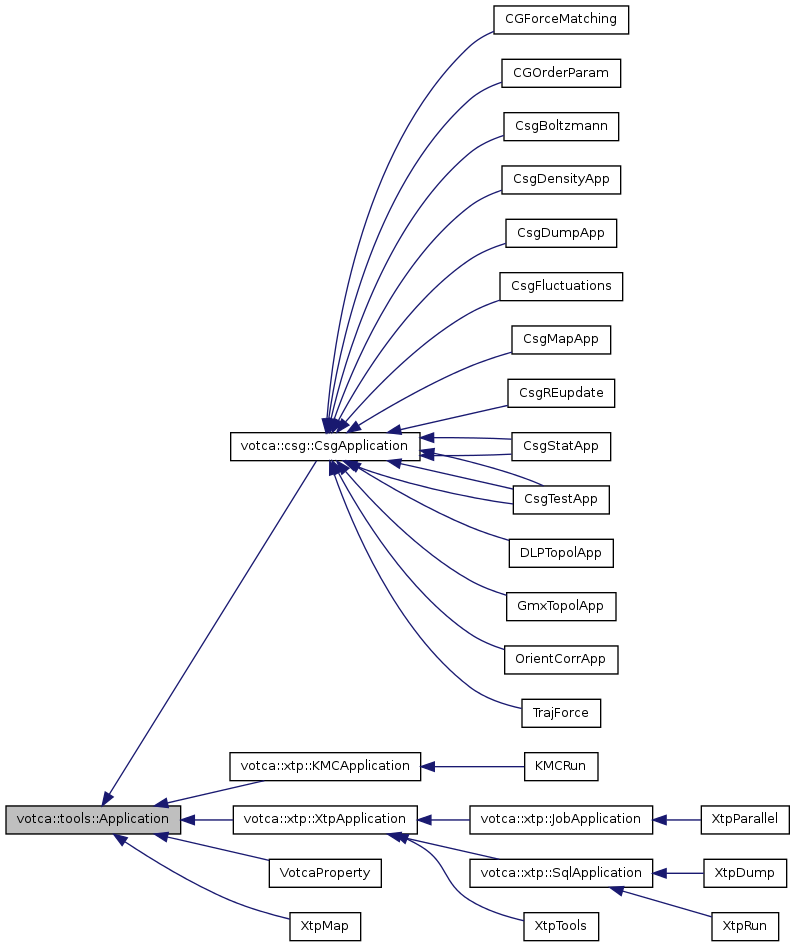 CGForceMatching
CGOrderParam
CsgBoltzmann
CsgDensityApp
CsgDumpApp
CsgFluctuations
CsgMapApp
CsgREupdate
votca::csg::CsgApplication
CsgStatApp
CsgTestApp
DLPTopolApp
GmxTopolApp
OrientCorrApp
TrajForce
votca::xtp::KMCApplication
KMCRun
votca::tools::Application
votca::xtp::XtpApplication
votca::xtp::JobApplication
XtpParallel
VotcaProperty
votca::xtp::SqlApplication
XtpDump
XtpMap
XtpTools
XtpRun